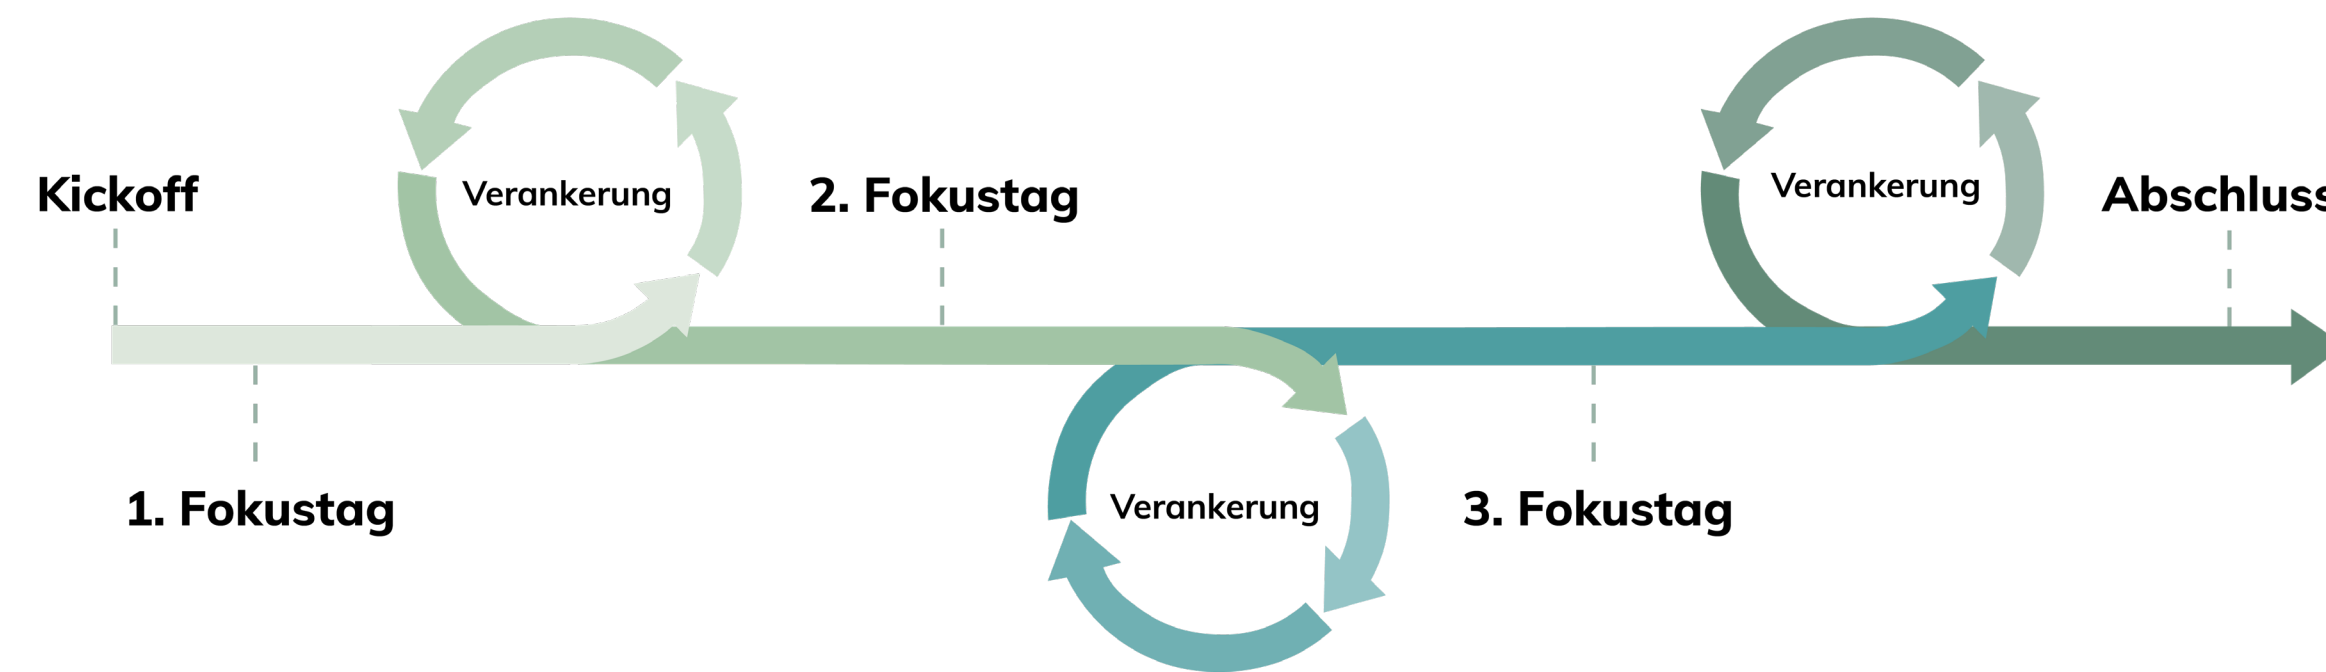 Kickoff
1. Fokustag
Verankerung
2. Fokustag
Verankerung
3. Fokustag
Verankerung
Abschluss